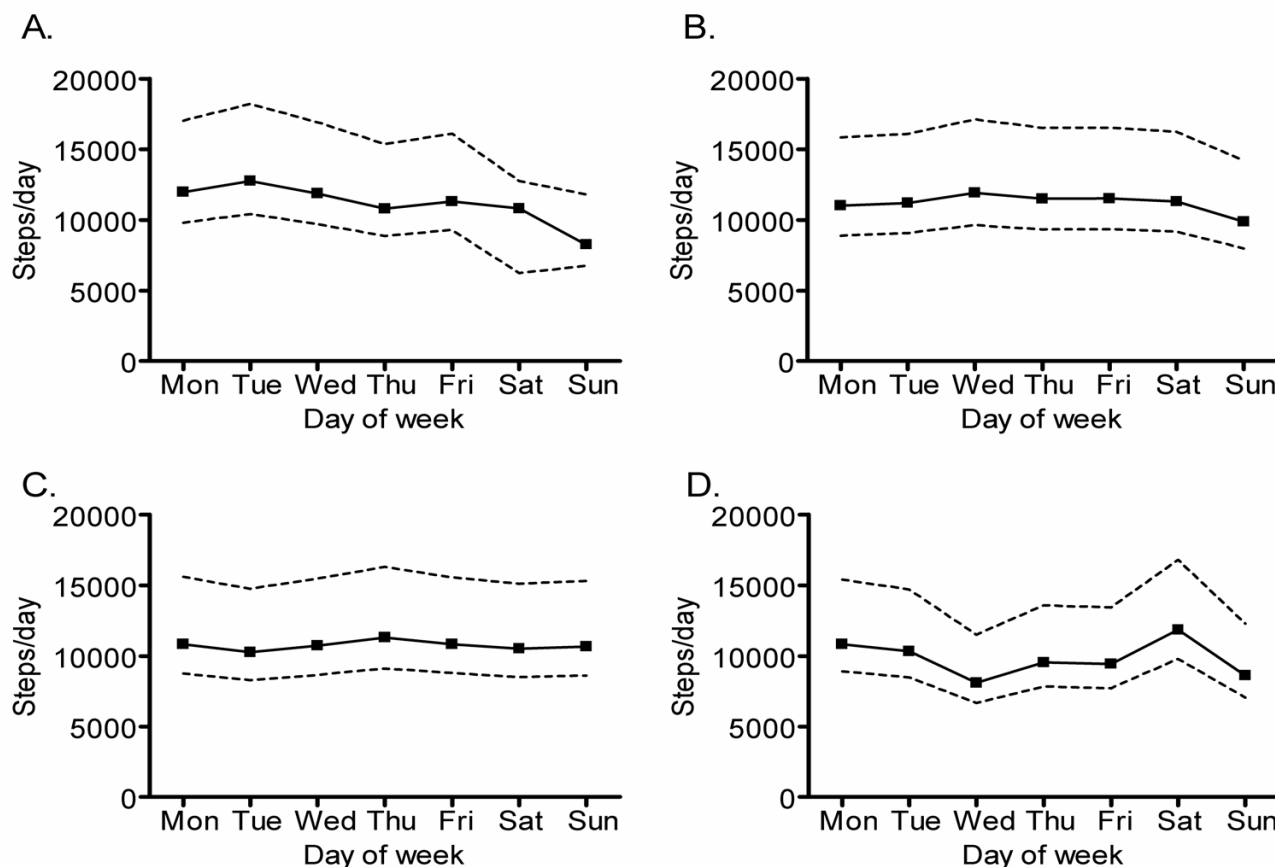 A.
20000
15000
10000
5000
0
Steps/day
Mon Tue Wed Thu Fri Sat Sun
Day of week
B.
20000
15000
10000
5000
0
Steps/day
Mon Tue Wed Thu Fri Sat Sun
Day of week
C.
20000
15000
10000
5000
0
Steps/day
Mon Tue Wed Thu Fri Sat Sun
Day of week
D.
20000
15000
10000
5000
0
Steps/day
Mon Tue Wed Thu Fri Sat Sun
Day of week